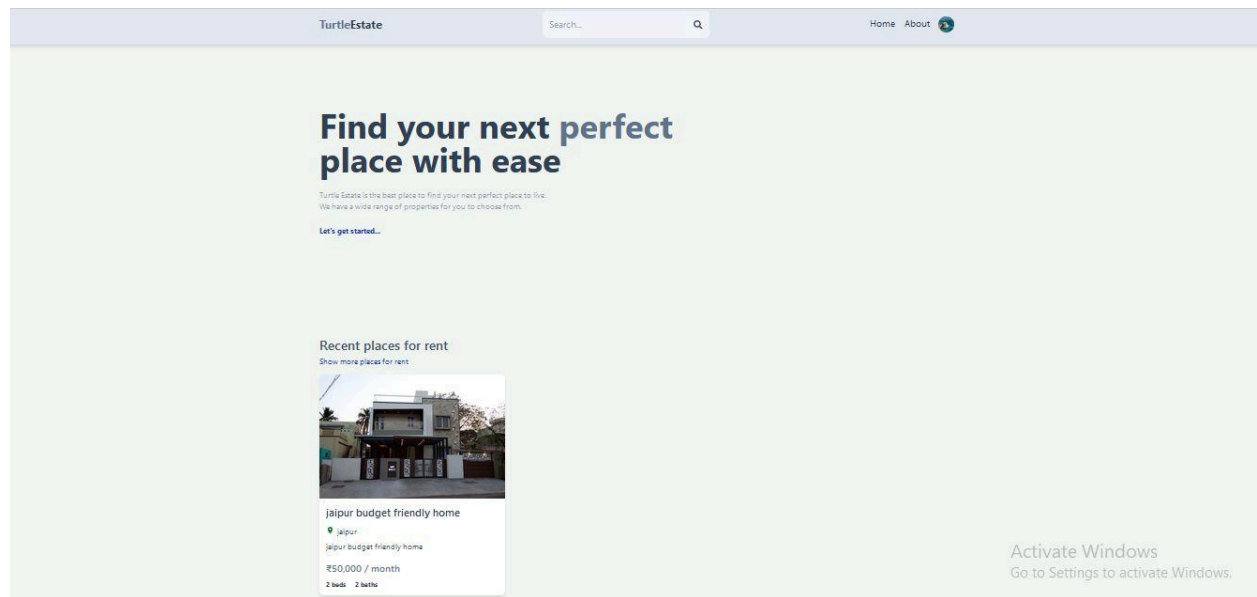 TurtleEstate
Search...
Home About
Find your next perfect
place with ease
Turtle Estate is the best place to find your next perfect place to live.
We have a wide range of properties for you to choose from.
Let's get started...
Recent places for rent
Show more places for rent
jaipur budget friendly home
jaipur
jaipur budget friendly home
₹50,000 / month
2 beds 2 baths
Activate Windows
Go to Settings to activate Windows.